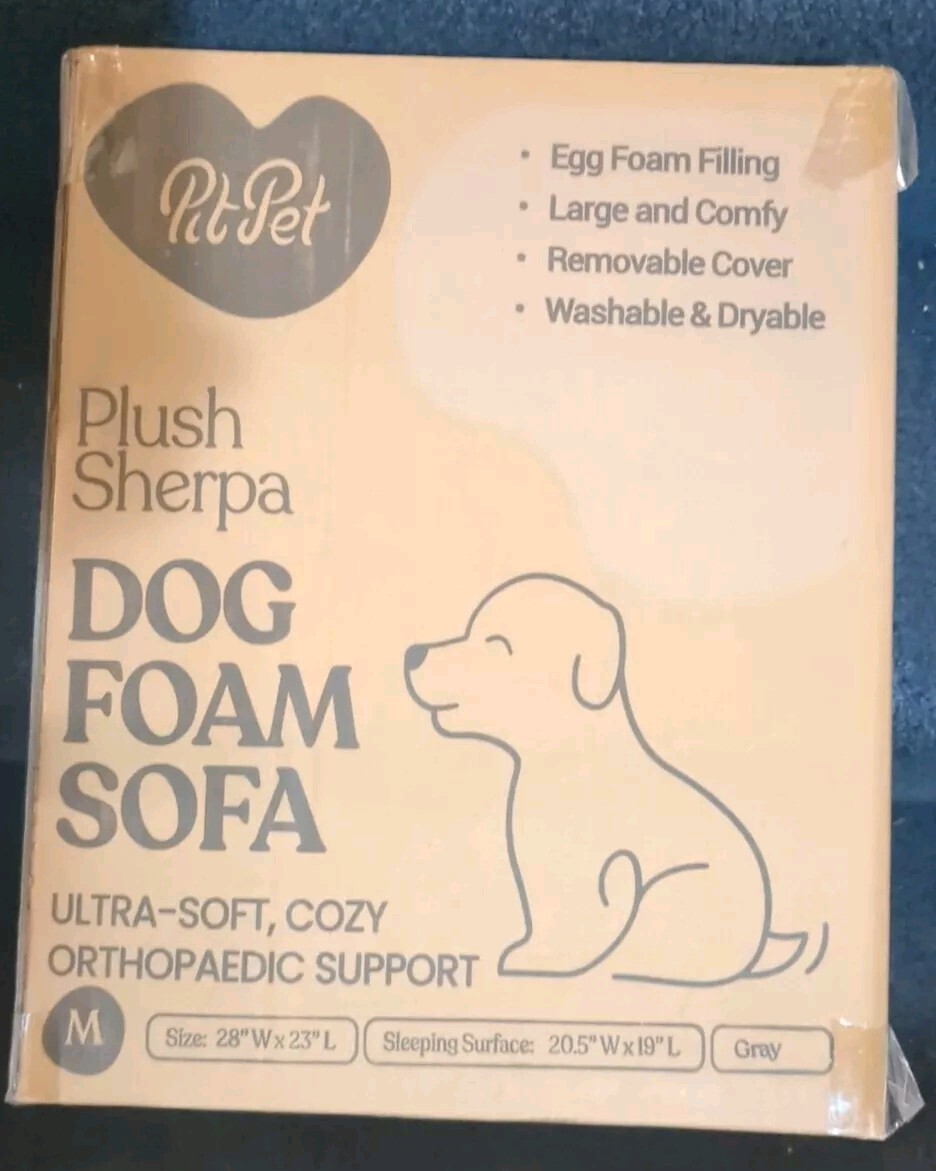 PitPet
• Egg Foam Filling
• Large and Comfy
• Removable Cover
• Washable & Dryable
Plush
Sherpa
DOG
FOAM
SOFA
ULTRA-SOFT, COZY
ORTHOPAEDIC SUPPORT
M
Size: 28" W x 23" L
Sleeping Surface: 20.5" W x 19" L
Gray